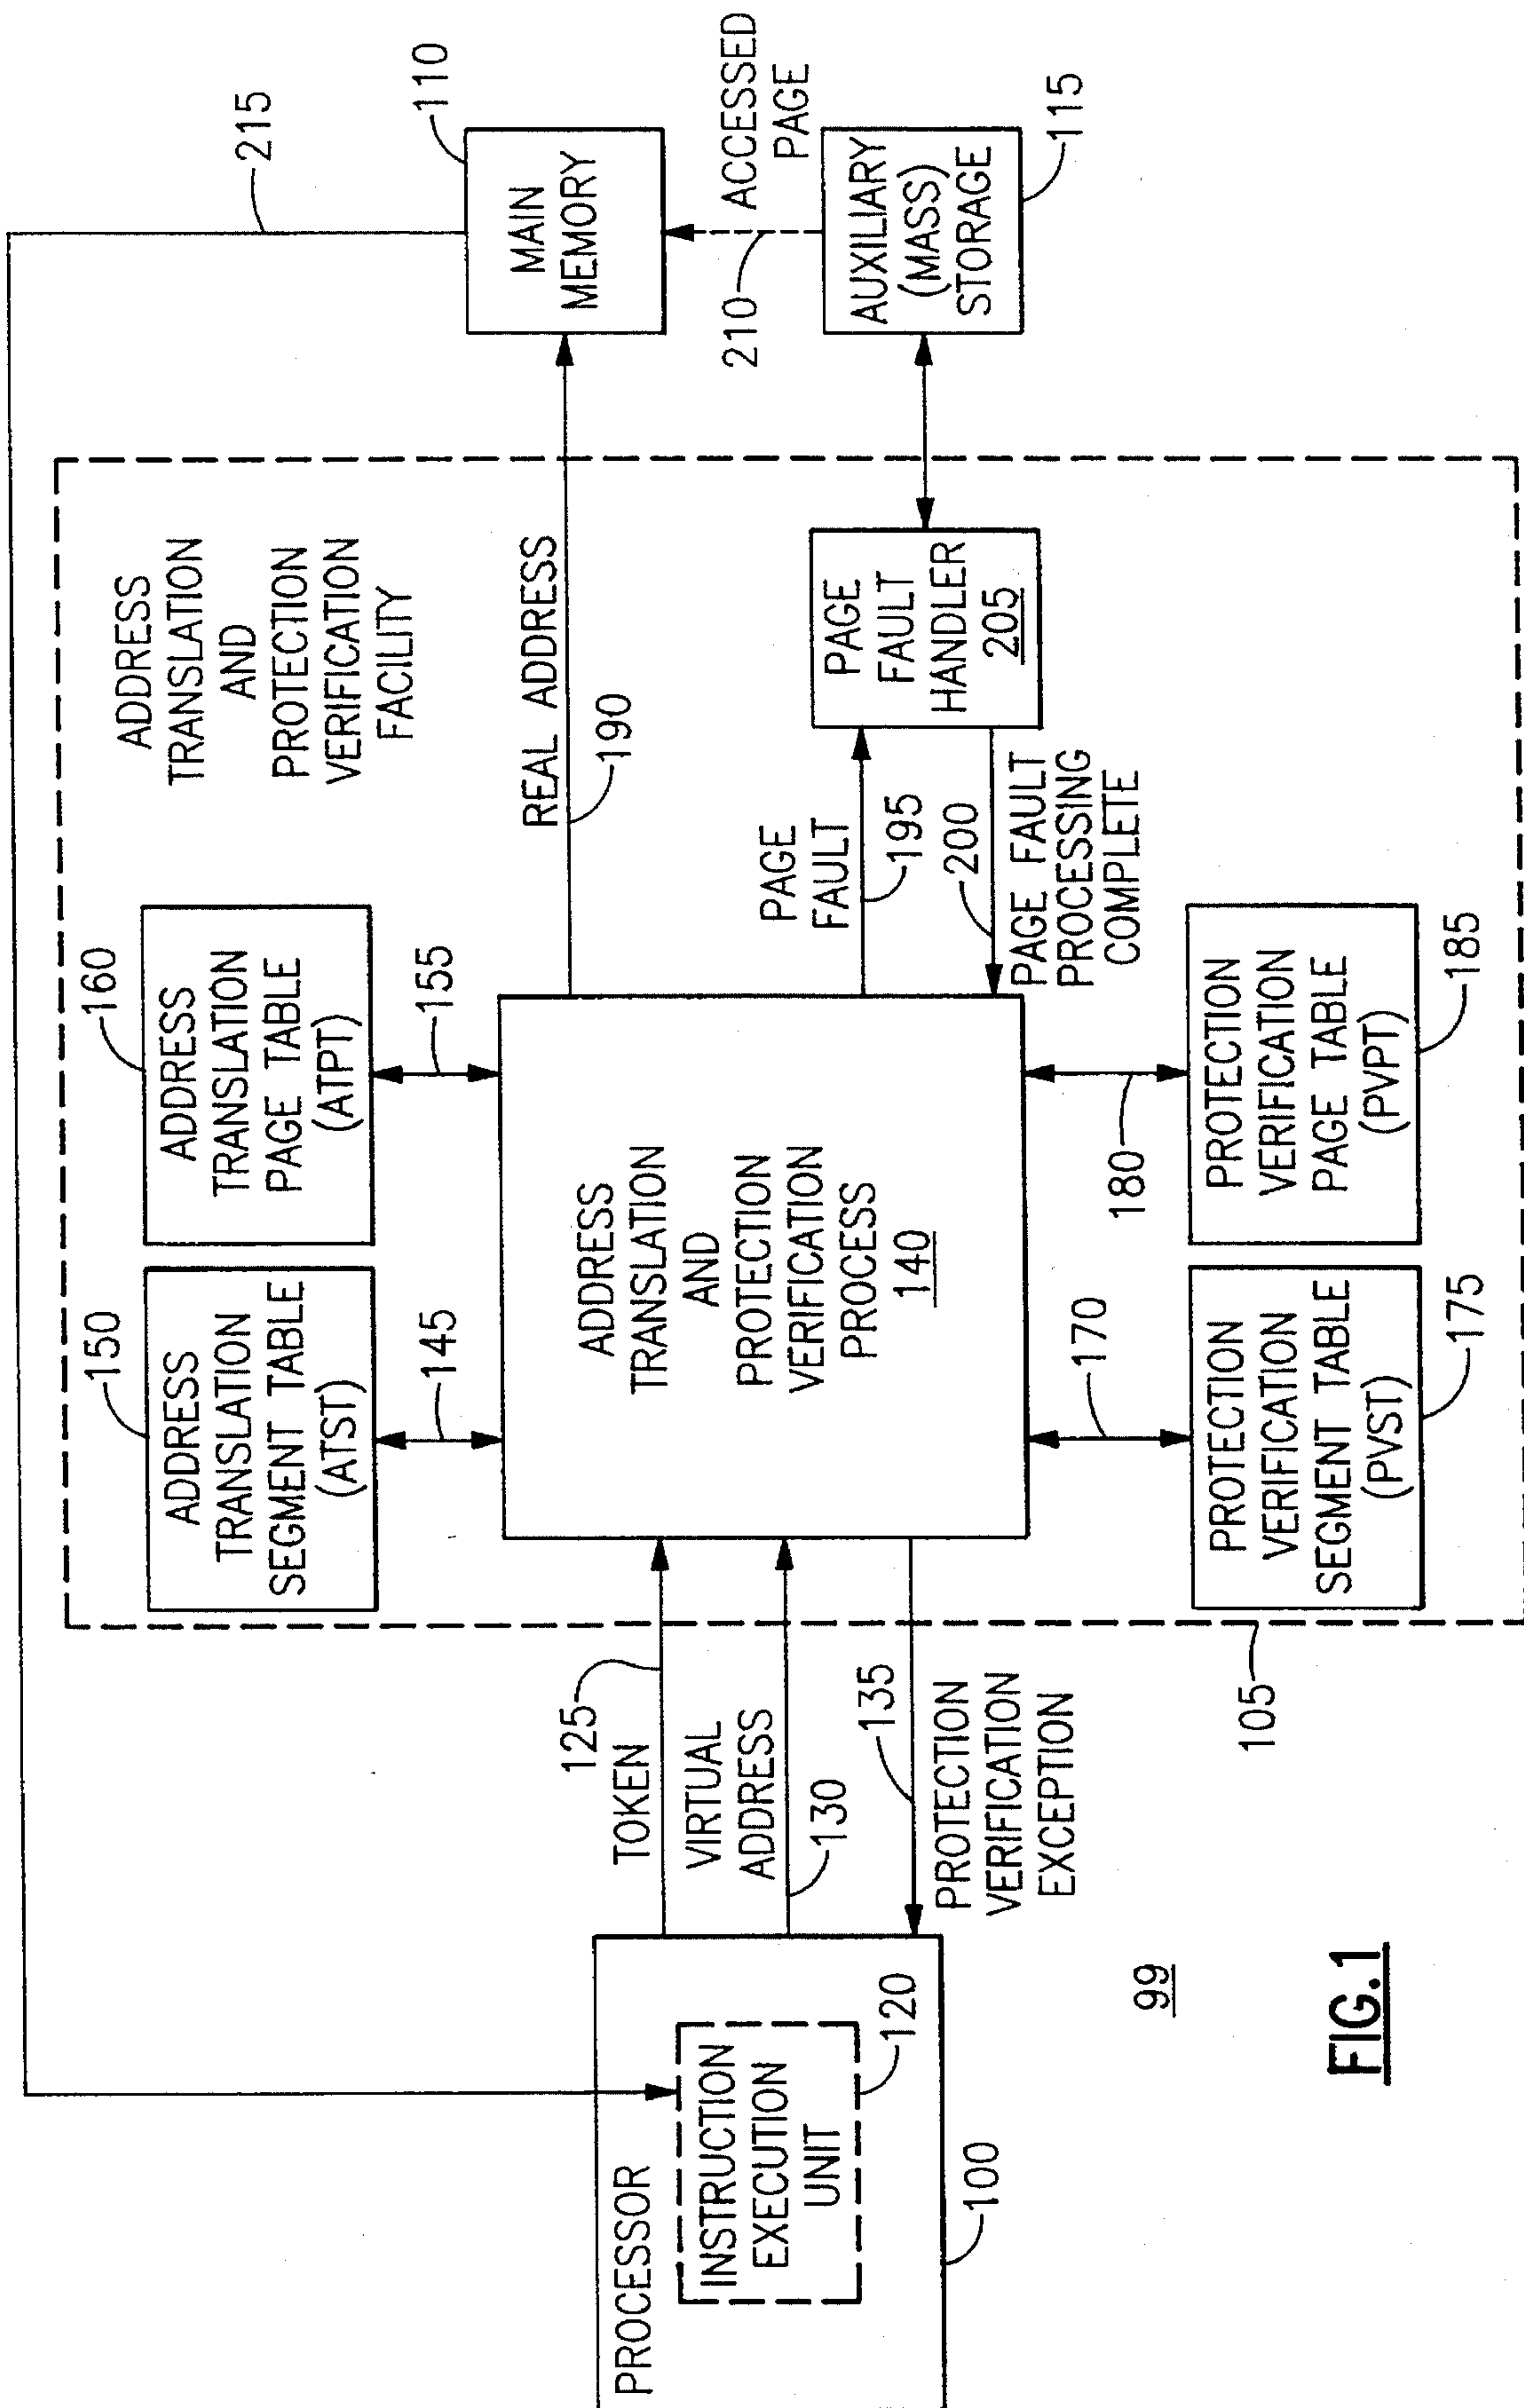 215
110
MAIN
MEMORY
ACCESSED
PAGE
210
AUXILIARY
(MASS)
STORAGE
115
ADDRESS
TRANSLATION
AND
PROTECTION
VERIFICATION
FACILITY
REAL ADDRESS
190
PAGE
FAULT
HANDLER
205
PAGE
FAULT
195
200
PAGE FAULT
PROCESSING
COMPLETE
160
ADDRESS
TRANSLATION
PAGE TABLE
(ATPT)
155
150
ADDRESS
TRANSLATION
SEGMENT TABLE
(ATST)
145
ADDRESS
TRANSLATION
AND
PROTECTION
VERIFICATION
PROCESS
140
180
PROTECTION
VERIFICATION
PAGE TABLE
(PVPT)
185
170
PROTECTION
VERIFICATION
SEGMENT TABLE
(PVST)
175
125
TOKEN
VIRTUAL
ADDRESS
130
135
PROTECTION
VERIFICATION
EXCEPTION
105
PROCESSOR
INSTRUCTION
EXECUTION
UNIT
120
100
99
FIG.1